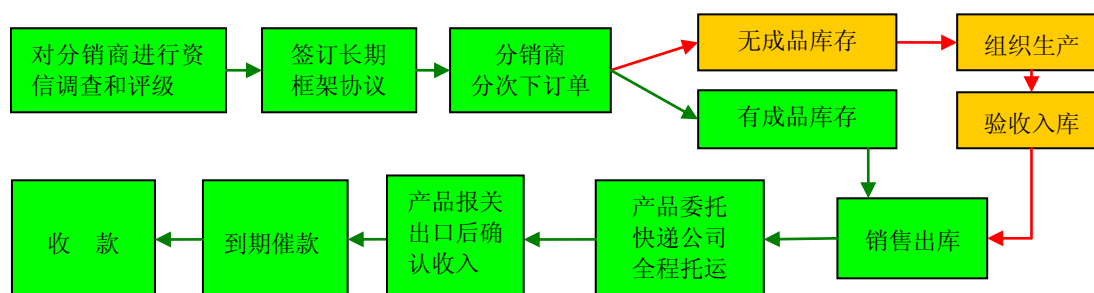 对分销商进行资
信调查和评级
签订长期
框架协议
分销商
分次下订单
无成品库存
组织生产
有成品库存
验收入库
收 款
到期催款
产品报关
出口后确
认收入
产品委托
快递公司
全程托运
销售出库